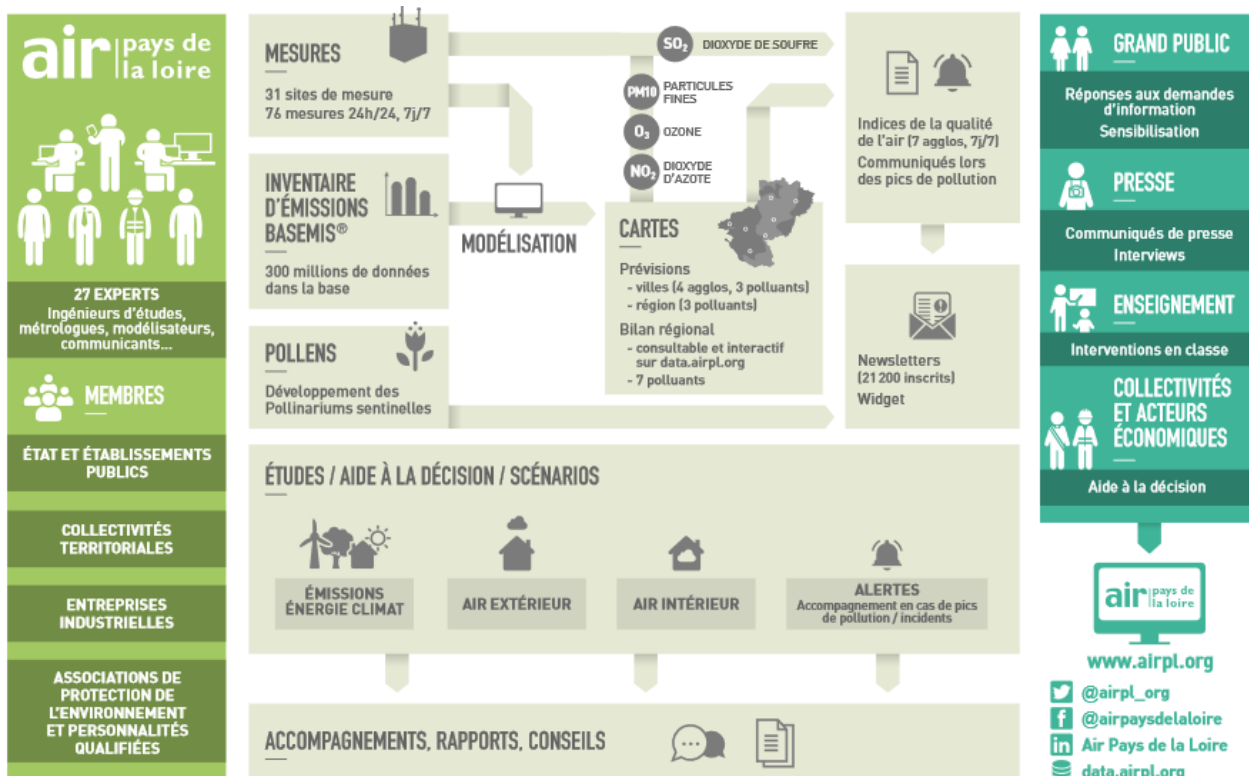 air pays de
la loire
27 EXPERTS
Ingénieurs d'études,
métrologues, modélisateurs,
communicants...
MEMBRES
ÉTAT ET ÉTABLISSEMENTS
PUBLICS
COLLECTIVITÉS
TERRITORIALES
ENTREPRISES
INDUSTRIELLES
ASSOCIATIONS DE
PROTECTION DE
L'ENVIRONNEMENT
ET PERSONNALITÉS
QUALIFIÉES
MESURES
31 sites de mesure
76 mesures 24h/24, 7j/7
INVENTAIRE
D'ÉMISSIONS
BASEMIS®
300 millions de données
dans la base
POLLENS
Développement des
Pollinariums sentinelles
MODÉLISATION
SO₂ DIOXYDE DE SOUFRE
PM10 PARTICULES
FINES
O₃ OZONE
NO₂ DIOXYDE
D'AZOTE
CARTES
Prévisions
- villes (4 agglos, 3 polluants)
- région (3 polluants)
Bilan régional
- consultable et interactif
sur data.airpl.org
- 7 polluants
Indices de la qualité
de l'air (7 agglos, 7j/7)
Communiqués lors
des pics de pollution
Newsletters
(21 200 inscrits)
Widget
ÉTUDES / AIDE À LA DÉCISION / SCÉNARIOS
ÉMISSIONS
ÉNERGIE CLIMAT
AIR EXTÉRIEUR
AIR INTÉRIEUR
ALERTES
Accompagnement en cas de pics
de pollution / incidents
ACCOMPAGNEMENTS, RAPPORTS, CONSEILS
GRAND PUBLIC
Réponses aux demandes
d'information
Sensibilisation
PRESSE
Communiqués de presse
Interviews
ENSEIGNEMENT
Interventions en classe
COLLECTIVITÉS
ET ACTEURS
ÉCONOMIQUES
Aide à la décision
air pays de
la loire
www.airpl.org
@airpl_org
@airpaysdelaloire
Air Pays de la Loire
data.airpl.org